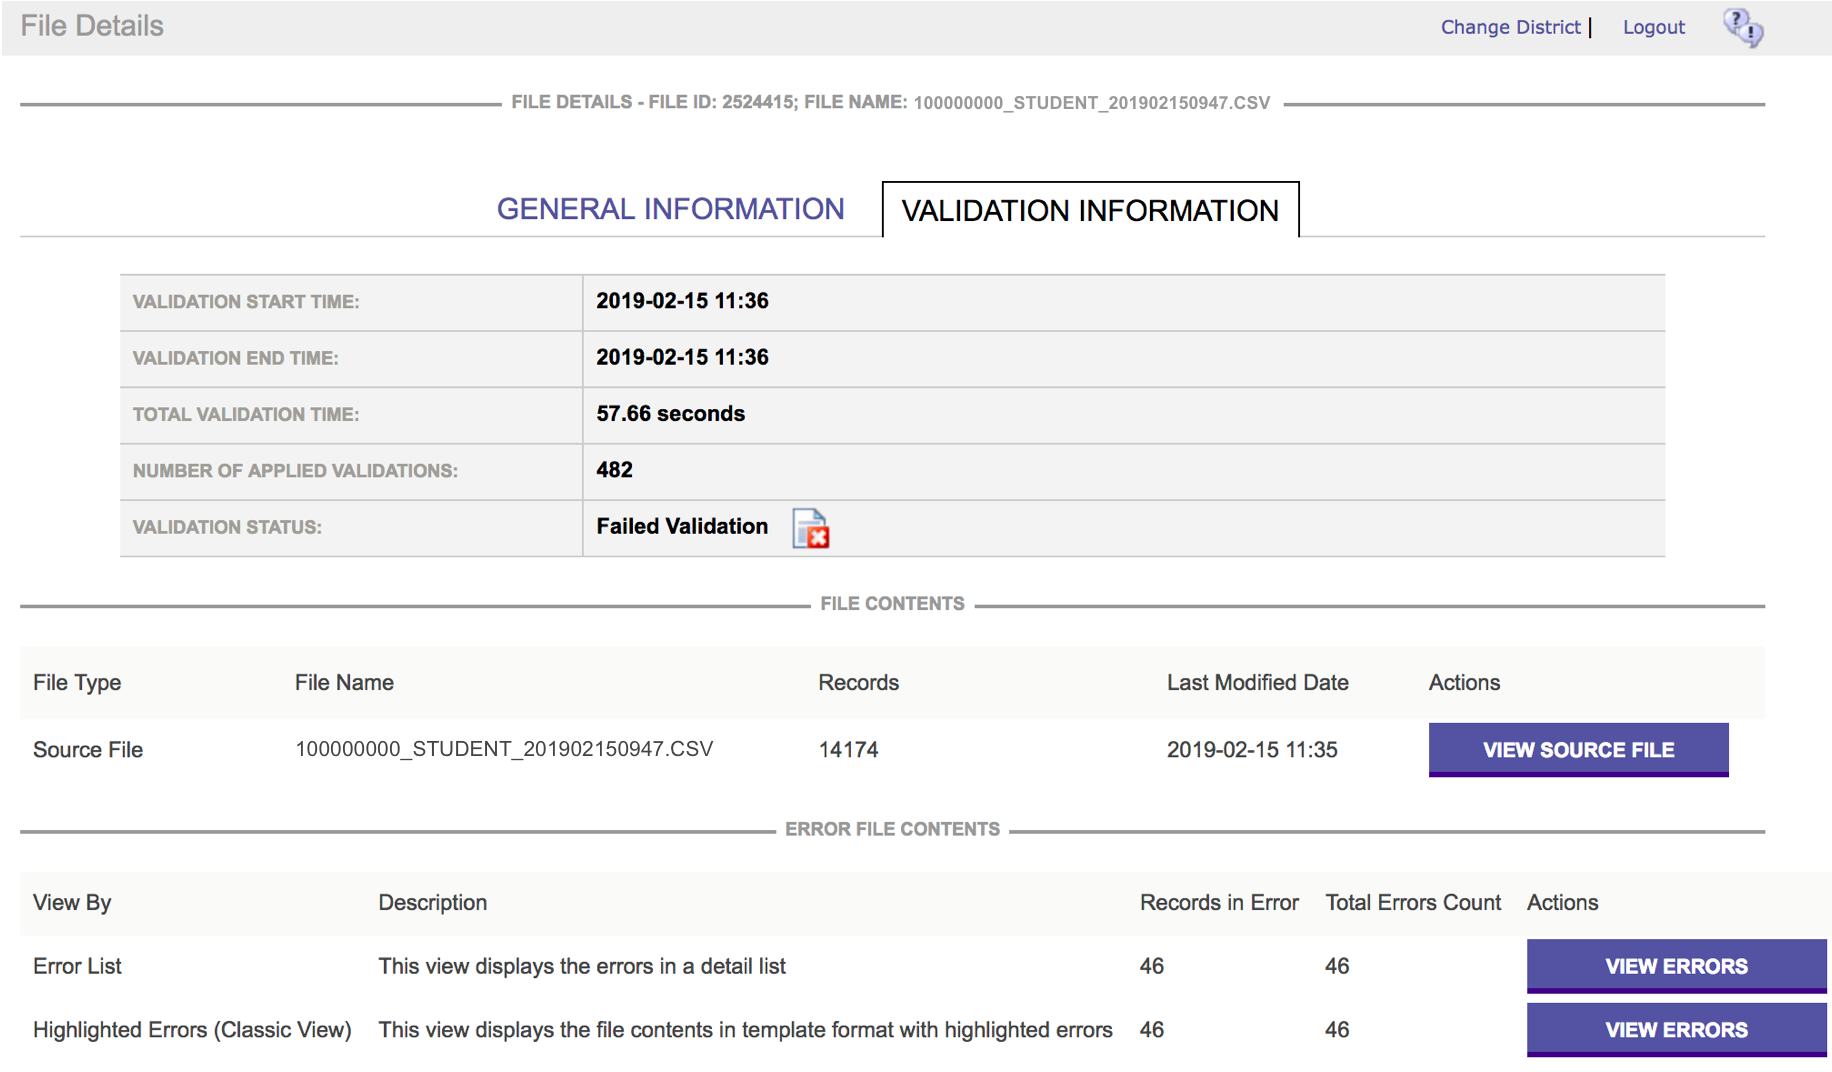 File Details
Change District | Logout
FILE DETAILS - FILE ID: 2524415; FILE NAME: 100000000_STUDENT_201902150947.CSV
GENERAL INFORMATION
VALIDATION INFORMATION
VALIDATION START TIME: 2019-02-15 11:36
VALIDATION END TIME: 2019-02-15 11:36
TOTAL VALIDATION TIME: 57.66 seconds
NUMBER OF APPLIED VALIDATIONS: 482
VALIDATION STATUS: Failed Validation
FILE CONTENTS
File Type File Name Records Last Modified Date Actions
Source File 100000000_STUDENT_201902150947.CSV 14174 2019-02-15 11:35 VIEW SOURCE FILE
ERROR FILE CONTENTS
View By Description Records in Error Total Errors Count Actions
Error List This view displays the errors in a detail list 46 46 VIEW ERRORS
Highlighted Errors (Classic View) This view displays the file contents in template format with highlighted errors 46 46 VIEW ERRORS